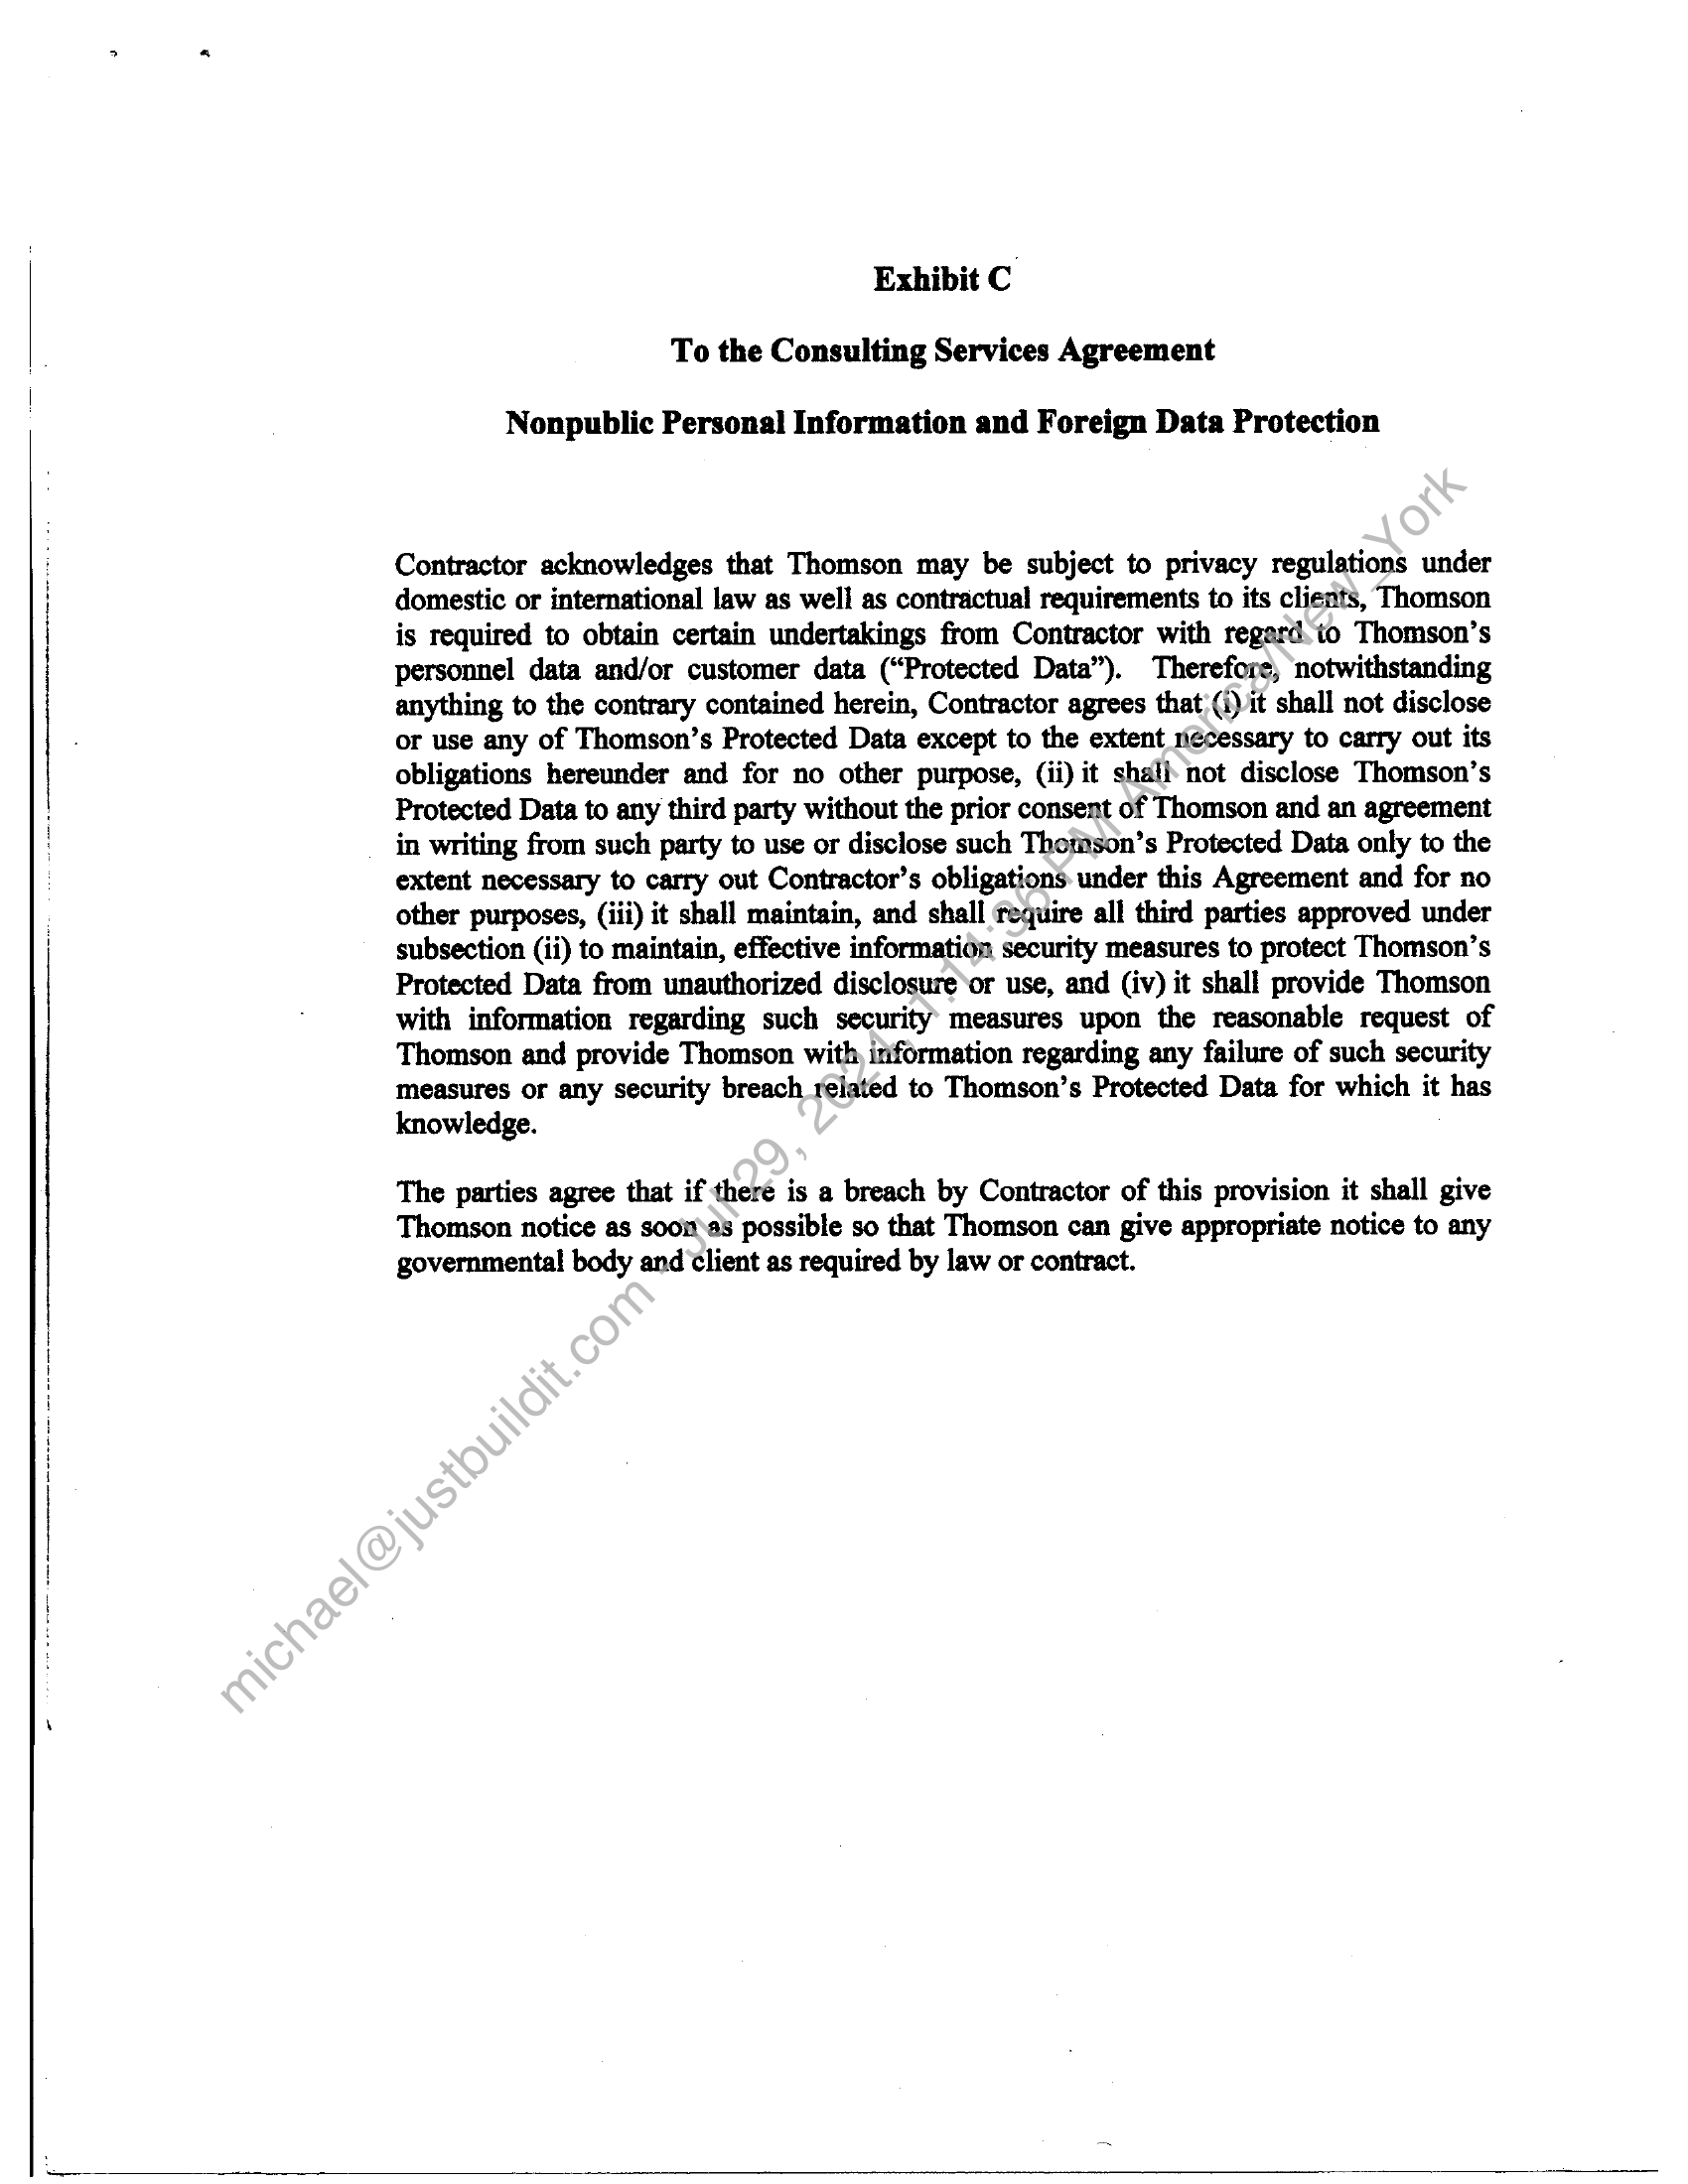 Exhibit C
To the Consulting Services Agreement
Nonpublic Personal Information and Foreign Data Protection
Contractor acknowledges that Thomson may be subject to privacy regulations under
domestic or international law as well as contractual requirements to its clients, Thomson
is required to obtain certain undertakings from Contractor with regard to Thomson's
personnel data and/or customer data ("Protected Data"). Therefore, notwithstanding
anything to the contrary contained herein, Contractor agrees that (i) it shall not disclose
or use any of Thomson's Protected Data except to the extent necessary to carry out its
obligations hereunder and for no other purpose, (ii) it shall not disclose Thomson's
Protected Data to any third party without the prior consent of Thomson and an agreement
in writing from such party to use or disclose such Thomson's Protected Data only to the
extent necessary to carry out Contractor's obligations under this Agreement and for no
other purposes, (iii) it shall maintain, and shall require all third parties approved under
subsection (ii) to maintain, effective information security measures to protect Thomson's
Protected Data from unauthorized disclosure or use, and (iv) it shall provide Thomson
with information regarding such security measures upon the reasonable request of
Thomson and provide Thomson with information regarding any failure of such security
measures or any security breach related to Thomson's Protected Data for which it has
knowledge.
The parties agree that if there is a breach by Contractor of this provision it shall give
Thomson notice as soon as possible so that Thomson can give appropriate notice to any
governmental body and client as required by law or contract.
michael@justbuildit.com - Jul 29, 2024, 1:14:36 PM America/New_York